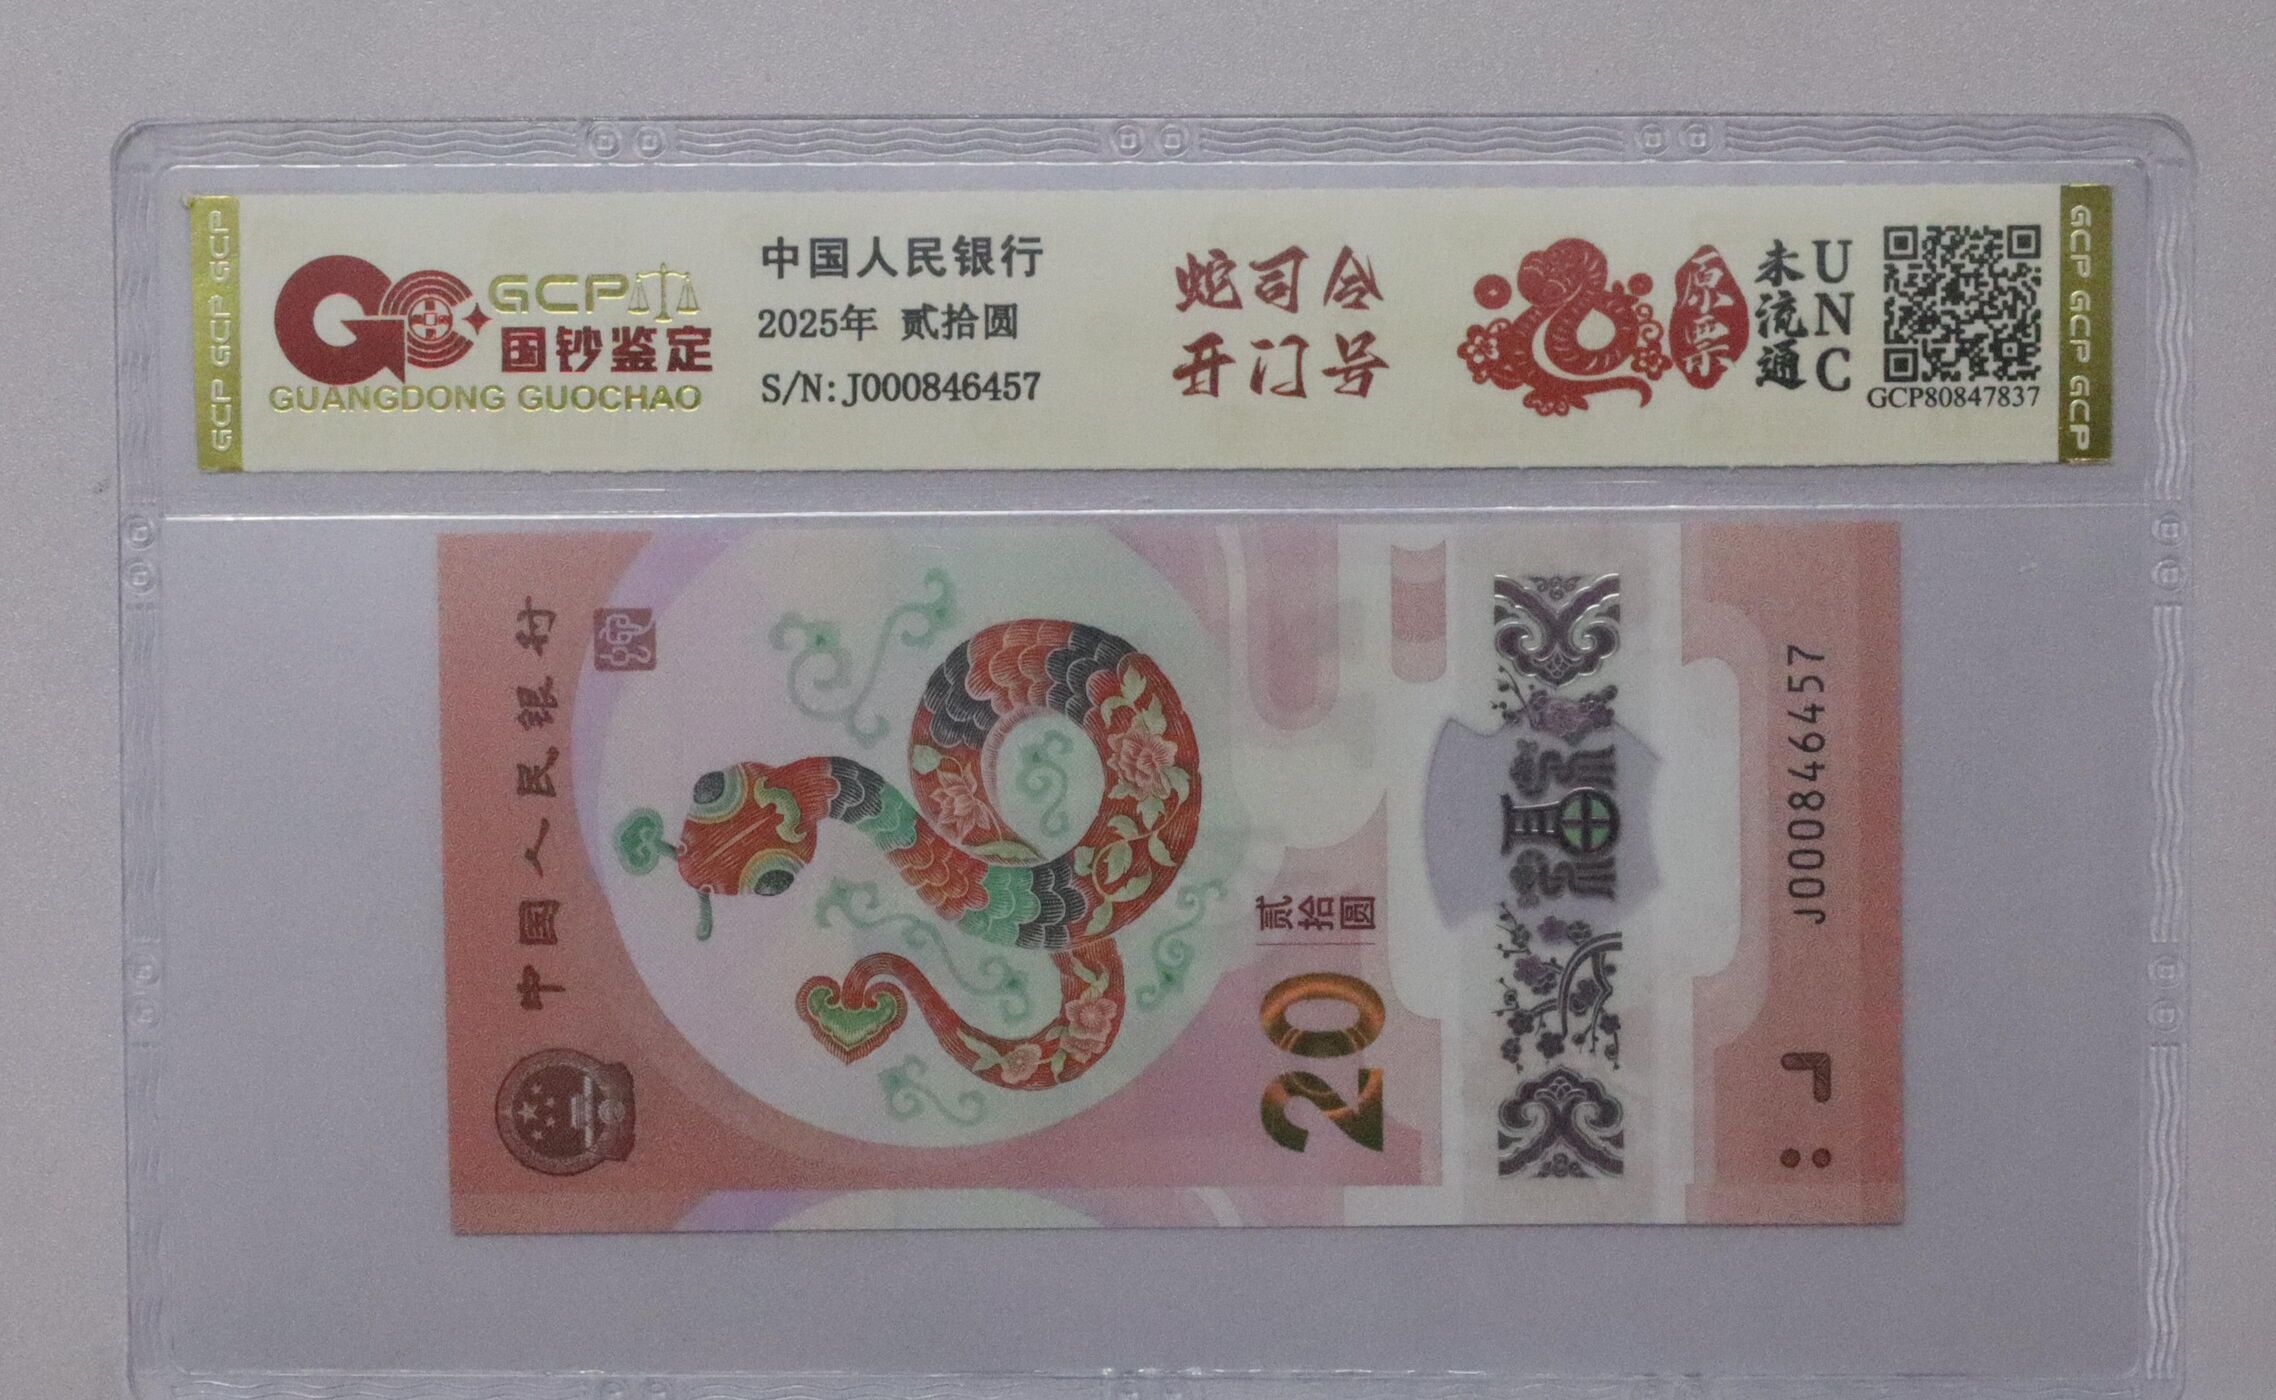 GCP GCP GCP
GCP
国钞鉴定
GUANGDONG GUOCHAO
中国人民银行
2025年 贰拾圆
S/N:J000846457
蛇司令
开门号
原票
未流通
UNC
GCP80847837
GCP GCP GCP
中国人民银行
贰拾圆
20
福
J000846457